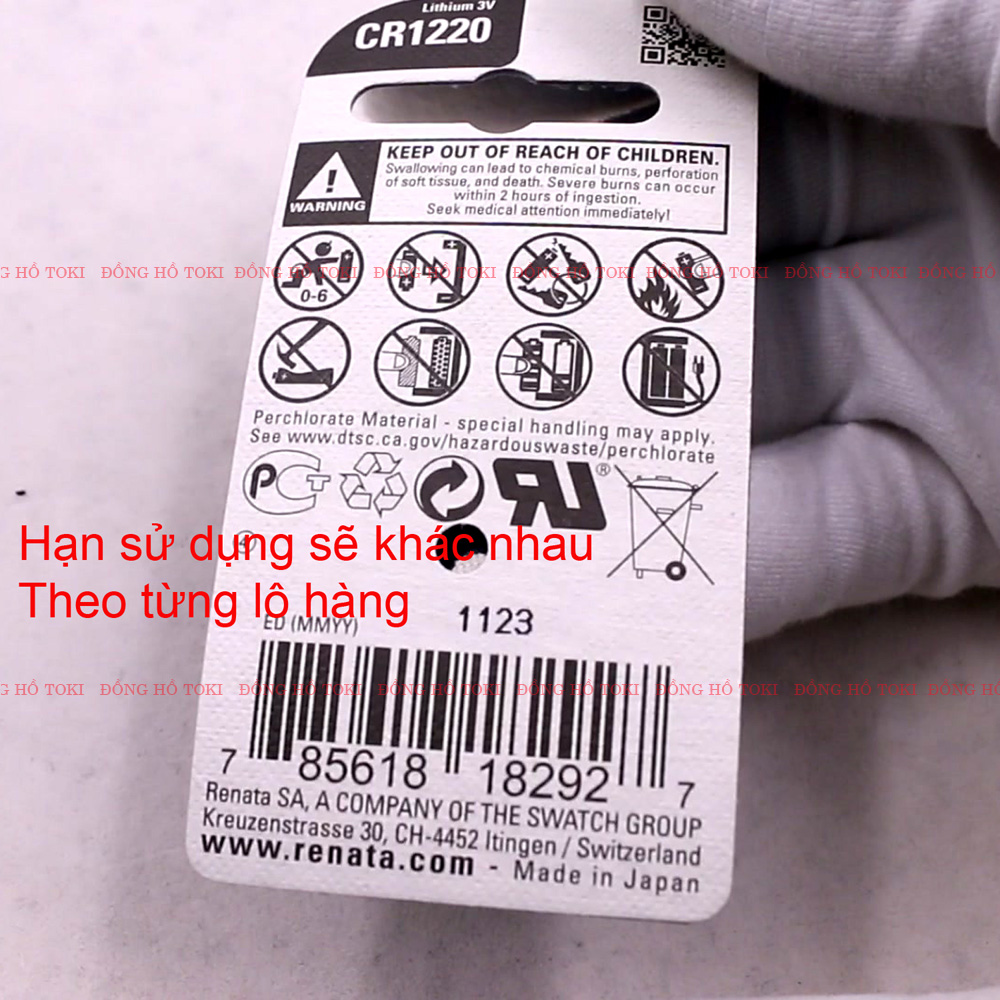 Lithium 3V
CR1220
KEEP OUT OF REACH OF CHILDREN.
Swallowing can lead to chemical burns, perforation
of soft tissue, and death. Severe burns can occur
within 2 hours of ingestion.
Seek medical attention immediately!
WARNING
ĐỒNG HỒ TOKI ĐỒNG HỒ TOKI ĐỒNG HỒ TOKI ĐỒNG HỒ TOKI ĐỒNG HỒ TOKI ĐỒNG HỒ TOKI ĐỒNG HỒ TOKI
0-6
Perchlorate Material - special handling may apply.
See www.dtsc.ca.gov/hazardouswaste/perchlorate
Hạn sử dụng sẽ khác nhau
Theo từng lô hàng
ED (MMYY) 1123
ĐỒNG HỒ TOKI ĐỒNG HỒ TOKI ĐỒNG HỒ TOKI ĐỒNG HỒ TOKI ĐỒNG HỒ TOKI ĐỒNG HỒ TOKI ĐỒNG HỒ TOKI
7 85618 18292 7
Renata SA, A COMPANY OF THE SWATCH GROUP
Kreuzenstrasse 30, CH-4452 Itingen / Switzerland
www.renata.com - Made in Japan